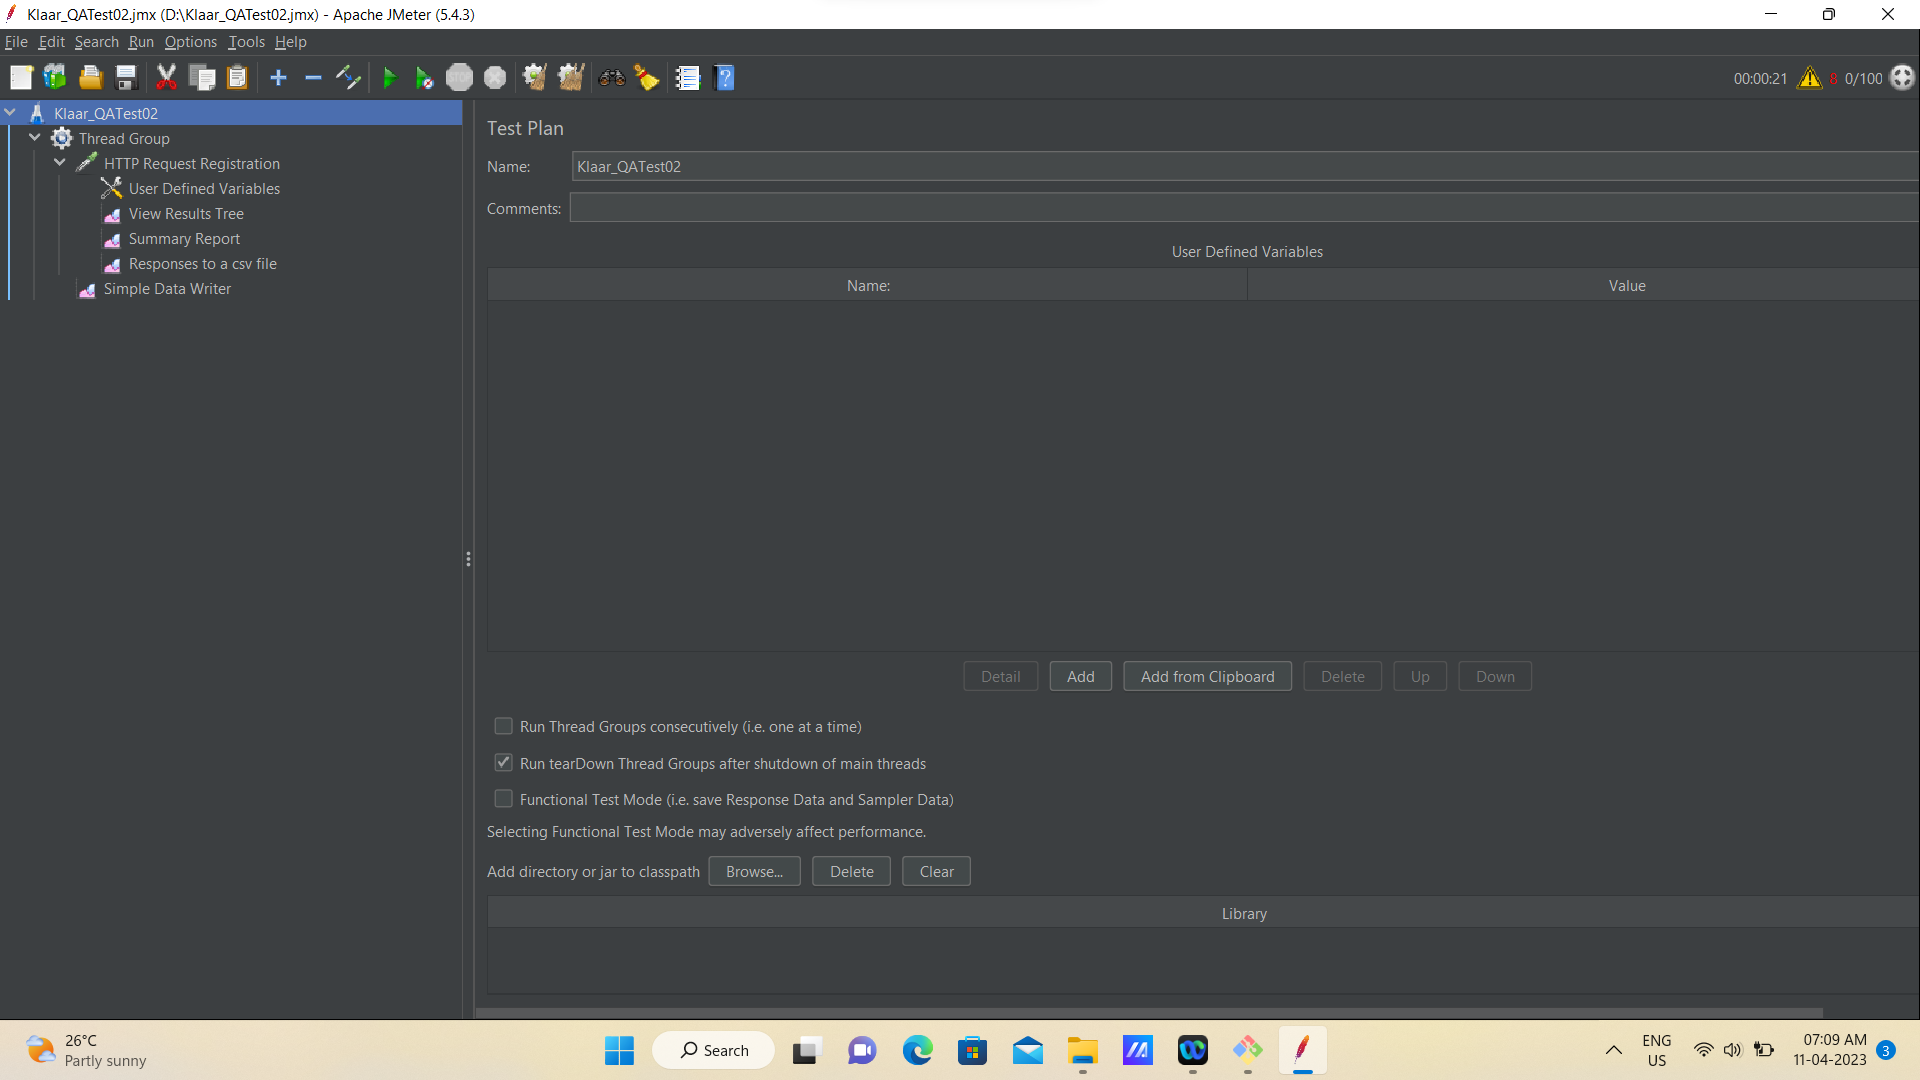 Klaar_QATest02.jmx (D:\Klaar_QATest02.jmx) - Apache JMeter (5.4.3)
File Edit Search Run Options Tools Help
STOP
?
00:00:21 8 0/100
Klaar_QATest02
Thread Group
HTTP Request Registration
User Defined Variables
View Results Tree
Summary Report
Responses to a csv file
Simple Data Writer
Test Plan
Name: Klaar_QATest02
Comments:
User Defined Variables
Name: Value
Detail Add Add from Clipboard Delete Up Down
Run Thread Groups consecutively (i.e. one at a time)
Run tearDown Thread Groups after shutdown of main threads
Functional Test Mode (i.e. save Response Data and Sampler Data)
Selecting Functional Test Mode may adversely affect performance.
Add directory or jar to classpath Browse... Delete Clear
Library
26°C
Partly sunny
Search
ENG
US
07:09 AM
11-04-2023
3